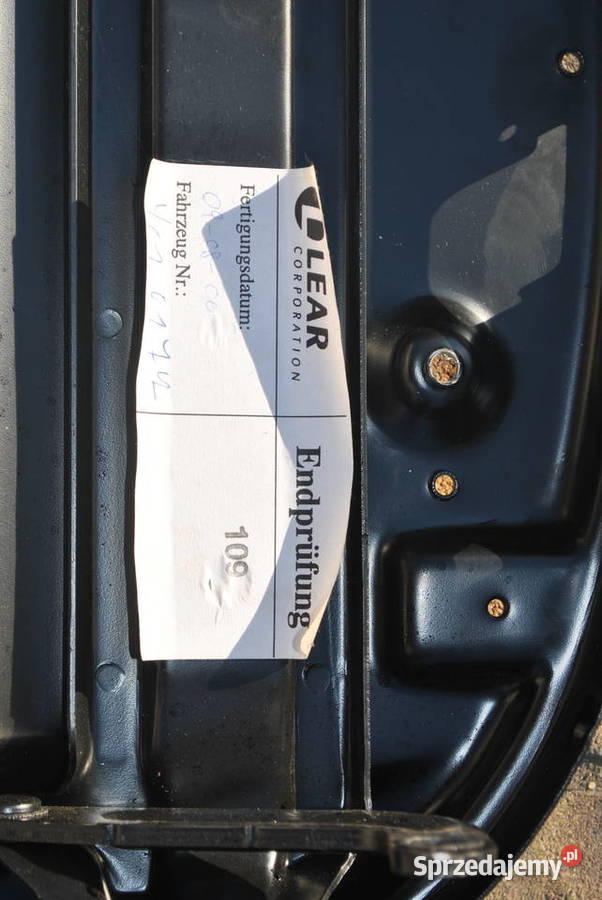 LEAR
CORPORATION
Endprüfung
Fertigungsdatum:
109
Fahrzeug Nr.:
Sprzedajemy.pl